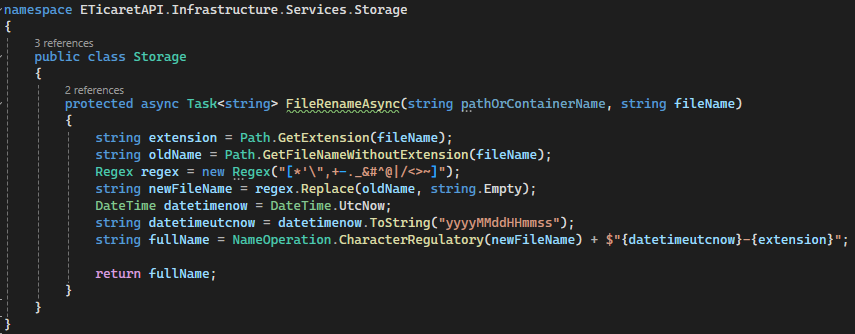 namespace ETicaretAPI.Infrastructure.Services.Storage
{
3 references
public class Storage
{
2 references
protected async Task<string> FileRenameAsync(string pathOrContainerName, string fileName)
{
string extension = Path.GetExtension(fileName);
string oldName = Path.GetFileNameWithoutExtension(fileName);
Regex regex = new Regex("[*'\",+-._&#^@|/<>~]");
string newFileName = regex.Replace(oldName, string.Empty);
DateTime datetimenow = DateTime.UtcNow;
string datetimeutcnow = datetimenow.ToString("yyyyMMddHHmmss");
string fullName = NameOperation.CharacterRegulatory(newFileName) + $"{datetimeutcnow}-{extension}";
return fullName;
}
}
}